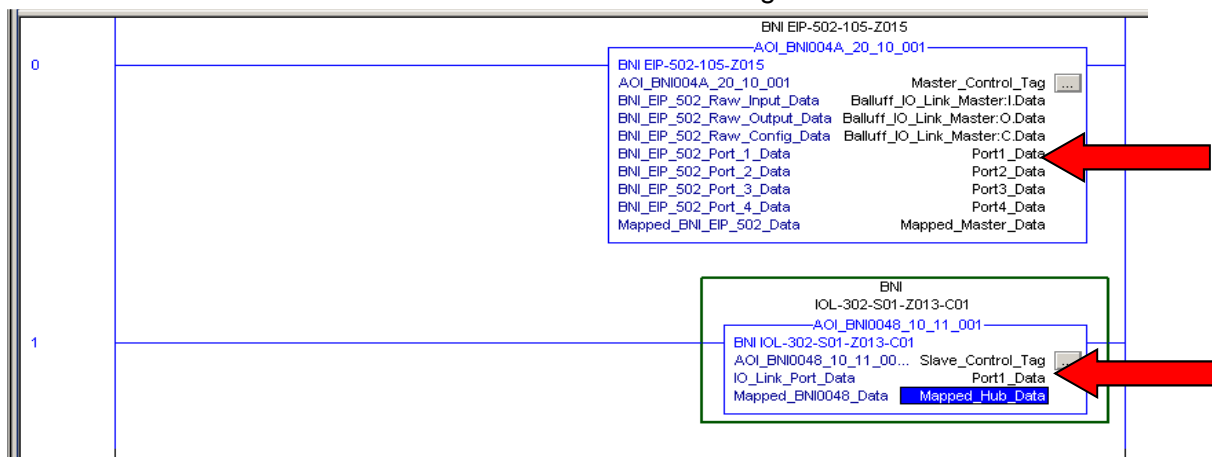 BNI EIP-502-105-Z015
AOI_BNI004A_20_10_001
0
BNI EIP-502-105-Z015
AOI_BNI004A_20_10_001 Master_Control_Tag ...
BNI_EIP_502_Raw_Input_Data Balluff_IO_Link_Master:I.Data
BNI_EIP_502_Raw_Output_Data Balluff_IO_Link_Master:O.Data
BNI_EIP_502_Raw_Config_Data Balluff_IO_Link_Master:C.Data
BNI_EIP_502_Port_1_Data Port1_Data
BNI_EIP_502_Port_2_Data Port2_Data
BNI_EIP_502_Port_3_Data Port3_Data
BNI_EIP_502_Port_4_Data Port4_Data
Mapped_BNI_EIP_502_Data Mapped_Master_Data
BNI
IOL-302-S01-Z013-C01
AOI_BNI0048_10_11_001
1
BNI IOL-302-S01-Z013-C01
AOI_BNI0048_10_11_00... Slave_Control_Tag ...
IO_Link_Port_Data Port1_Data
Mapped_BNI0048_Data Mapped_Hub_Data